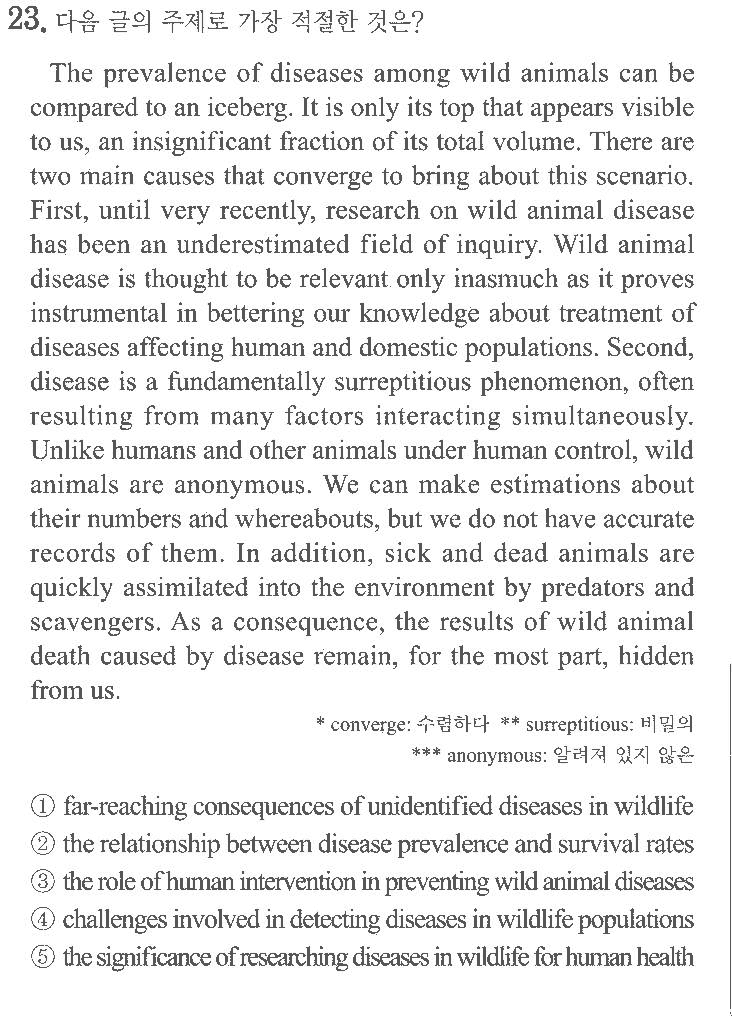 23. 다음 글의 주제로 가장 적절한 것은?
The prevalence of diseases among wild animals can be
compared to an iceberg. It is only its top that appears visible
to us, an insignificant fraction of its total volume. There are
two main causes that converge to bring about this scenario.
First, until very recently, research on wild animal disease
has been an underestimated field of inquiry. Wild animal
disease is thought to be relevant only inasmuch as it proves
instrumental in bettering our knowledge about treatment of
diseases affecting human and domestic populations. Second,
disease is a fundamentally surreptitious phenomenon, often
resulting from many factors interacting simultaneously.
Unlike humans and other animals under human control, wild
animals are anonymous. We can make estimations about
their numbers and whereabouts, but we do not have accurate
records of them. In addition, sick and dead animals are
quickly assimilated into the environment by predators and
scavengers. As a consequence, the results of wild animal
death caused by disease remain, for the most part, hidden
from us.
* converge: 수렴하다 ** surreptitious: 비밀의
*** anonymous: 알려져 있지 않은
① far-reaching consequences of unidentified diseases in wildlife
② the relationship between disease prevalence and survival rates
③ the role of human intervention in preventing wild animal diseases
④ challenges involved in detecting diseases in wildlife populations
⑤ the significance of researching diseases in wildlife for human health